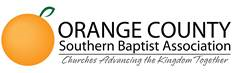 ORANGE COUNTY
Southern Baptist Association
Churches Advancing the Kingdom Together